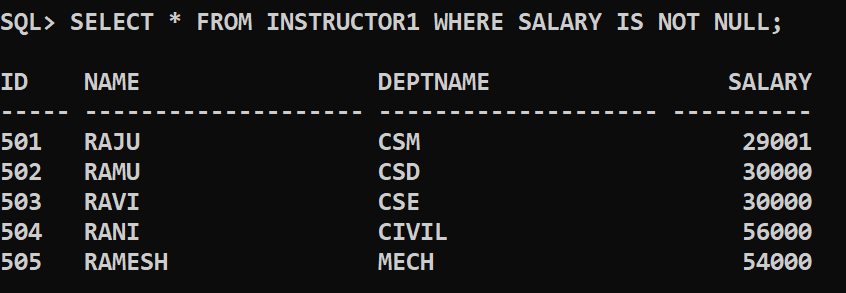 SQL> SELECT * FROM INSTRUCTOR1 WHERE SALARY IS NOT NULL;
ID    NAME                 DEPTNAME                 SALARY
----- -------------------- -------------------- ----------
501   RAJU                 CSM                       29001
502   RAMU                 CSD                       30000
503   RAVI                 CSE                       30000
504   RANI                 CIVIL                     56000
505   RAMESH               MECH                      54000